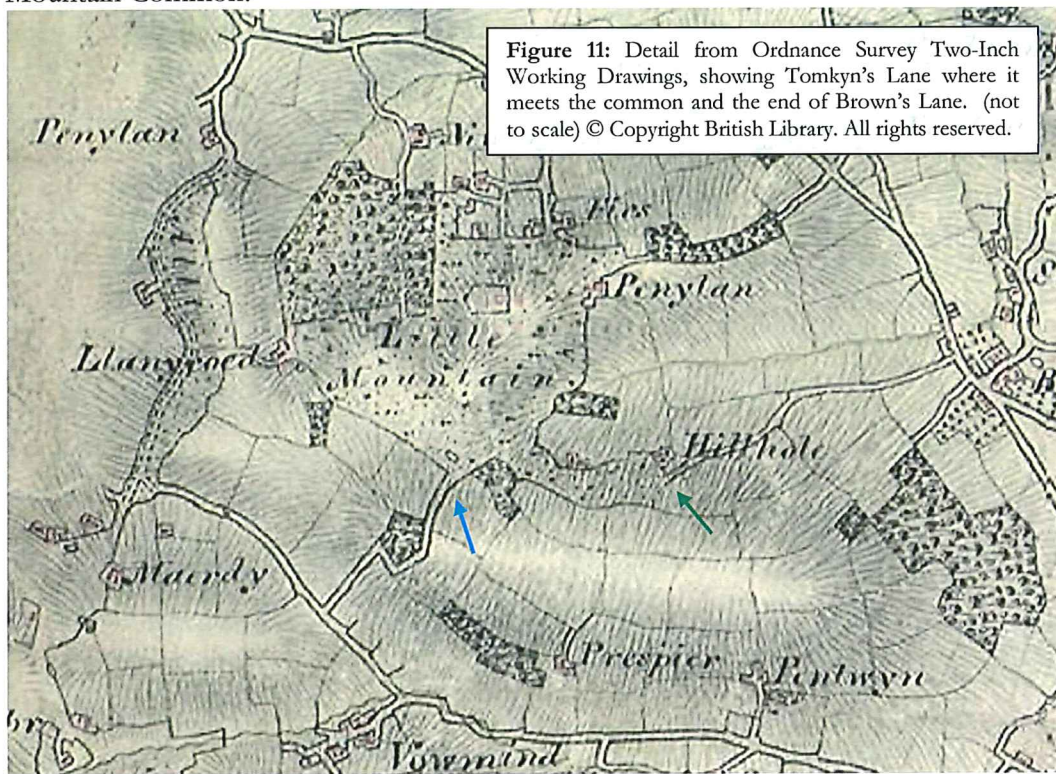 Mountain Common.
Figure 11: Detail from Ordnance Survey Two-Inch
Working Drawings, showing Tomkyn's Lane where it
meets the common and the end of Brown's Lane. (not
to scale) © Copyright British Library. All rights reserved.
Penylan
Penylan
Llanyroed
Little
Mountain
Hillhole
Maerdy
Prespier
Pentwyn
Vowmind